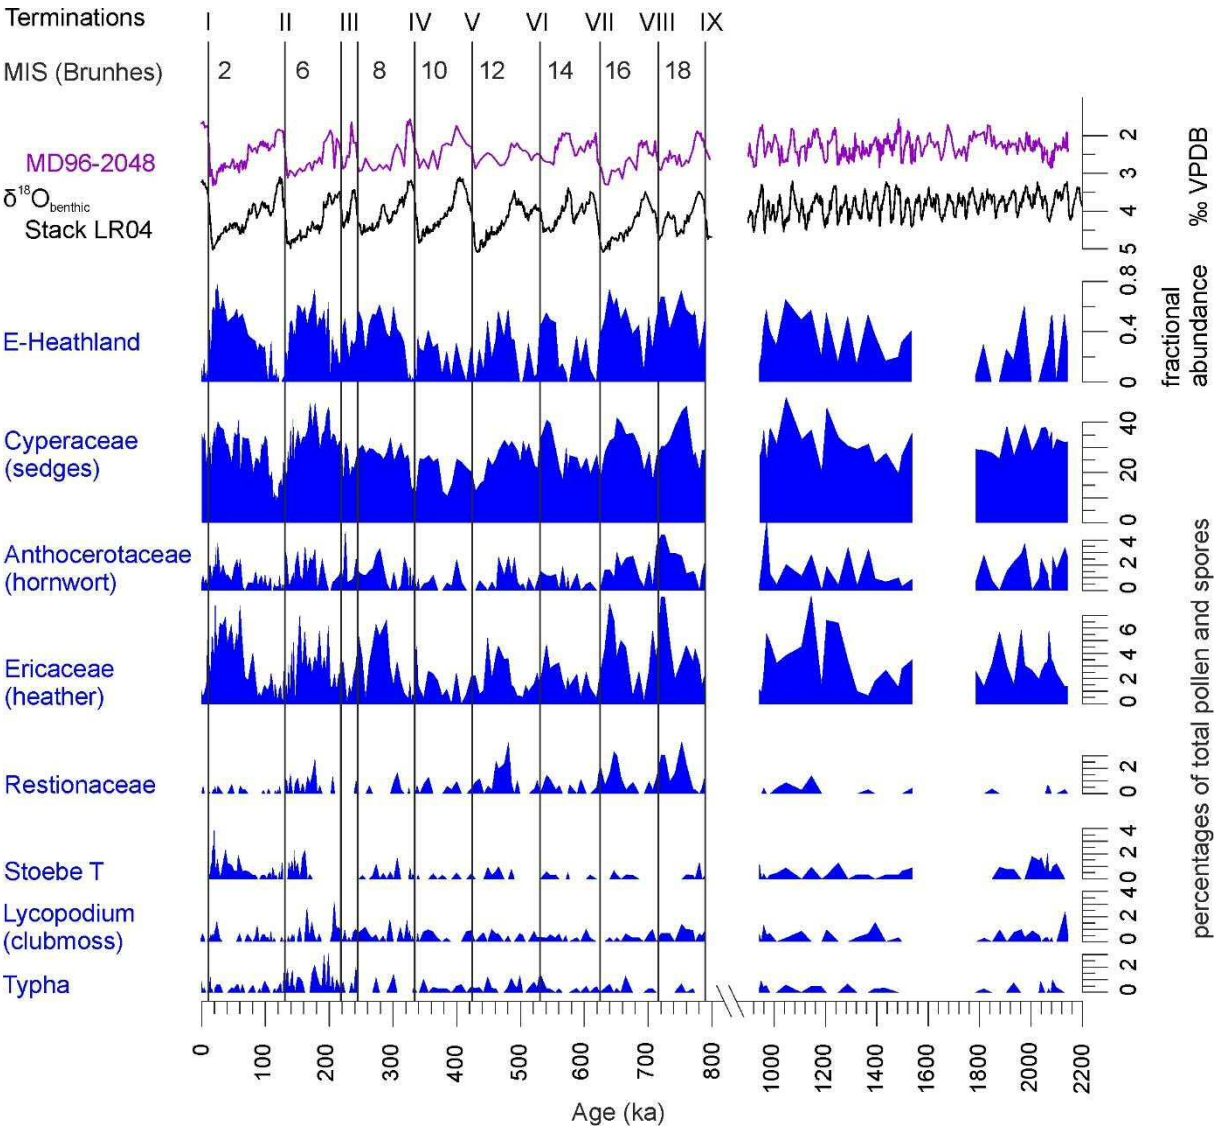 Terminations I II III IV V VI VII VIII IX
MIS (Brunhes) 2 6 8 10 12 14 16 18
MD96-2048
δ18Obenthic
Stack LR04
2
3
4
5
‰ VPDB
E-Heathland
0.8
0.4
0
fractional
abundance
Cyperaceae
(sedges)
40
20
0
Anthocerotaceae
(hornwort)
4
2
0
Ericaceae
(heather)
6
4
2
0
Restionaceae
2
0
Stoebe T
4
2
0
Lycopodium
(clubmoss)
4
2
0
Typha
2
0
percentages of total pollen and spores
0 100 200 300 400 500 600 700 800 1000 1200 1400 1600 1800 2000 2200
Age (ka)